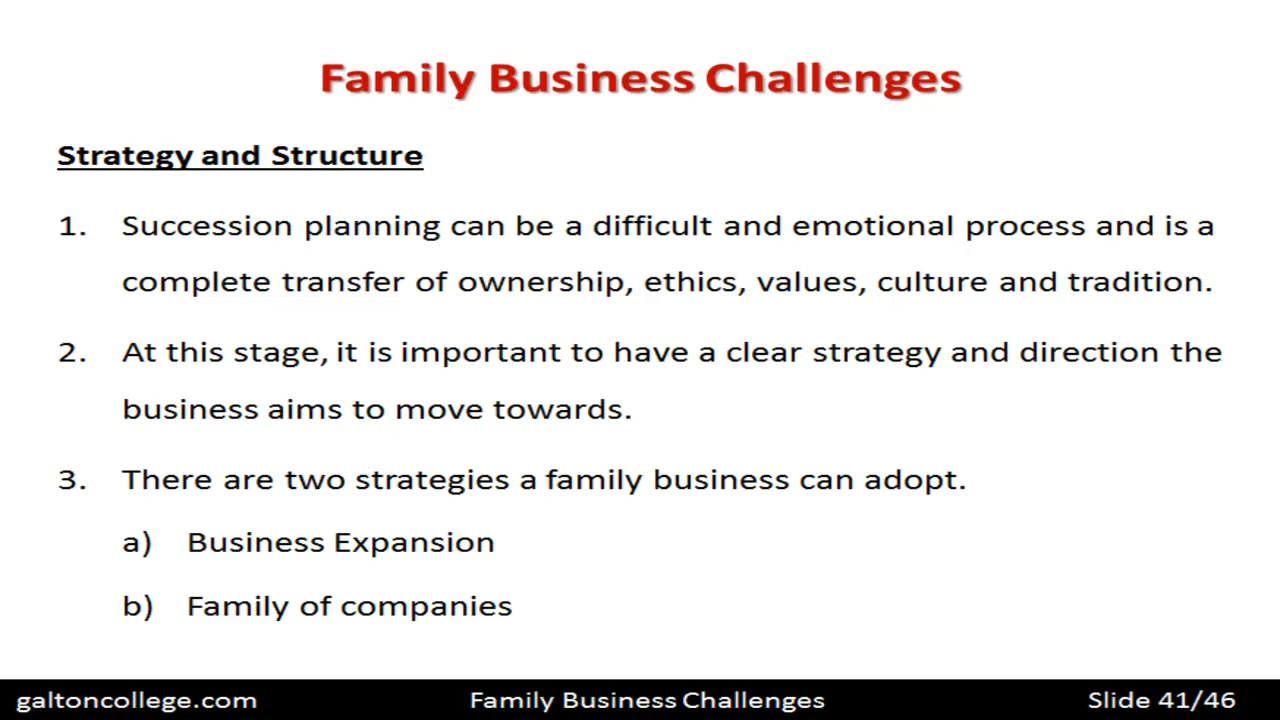 Family Business Challenges
Strategy and Structure
1. Succession planning can be a difficult and emotional process and is a
complete transfer of ownership, ethics, values, culture and tradition.
2. At this stage, it is important to have a clear strategy and direction the
business aims to move towards.
3. There are two strategies a family business can adopt.
a) Business Expansion
b) Family of companies
galtoncollege.com Family Business Challenges Slide 41/46